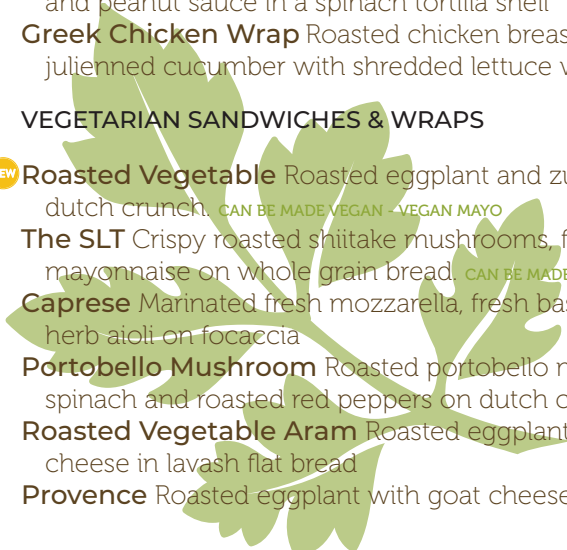 and peanut sauce in a spinach tortilla shell
Greek Chicken Wrap Roasted chicken
julienned cucumber with shredded lettuce
VEGETARIAN SANDWICHES & WRAPS
Roasted Vegetable Roasted eggplant and
dutch crunch. CAN BE MADE VEGAN - VEGAN MAYO
The SLT Crispy roasted shiitake mushrooms,
mayonnaise on whole grain bread. CAN BE MADE
Caprese Marinated fresh mozzarella, fresh
herb aioli on focaccia
Portobello Mushroom Roasted portobello
spinach and roasted red peppers on dutch
Roasted Vegetable Aram Roasted eggplant
cheese in lavash flat bread
Provence Roasted eggplant with goat cheese